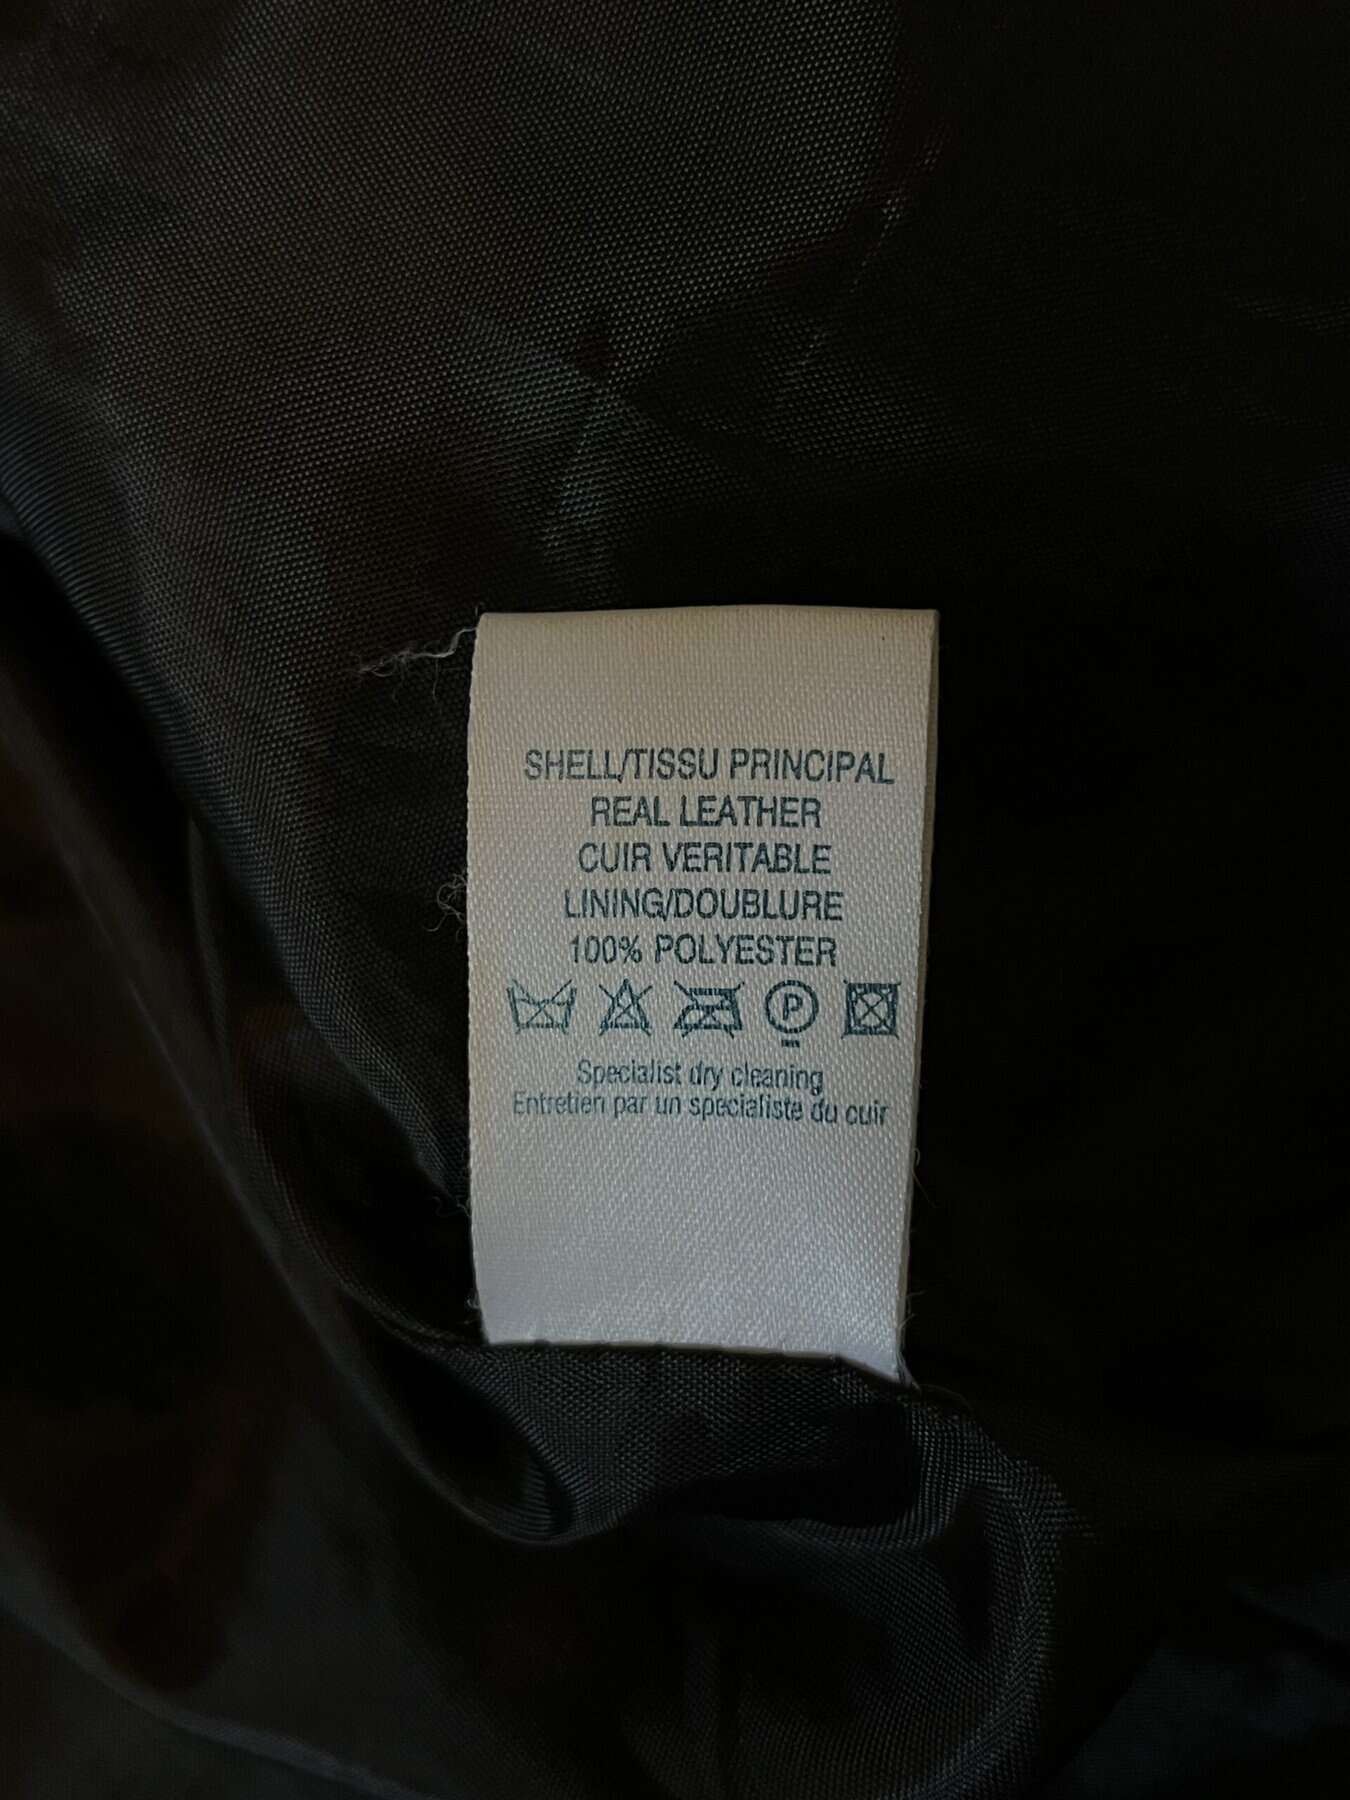 SHELL/TISSU PRINCIPAL
REAL LEATHER
CUIR VERITABLE
LINING/DOUBLURE
100% POLYESTER
P
Specialist dry cleaning
Entretien par un specialiste du cuir